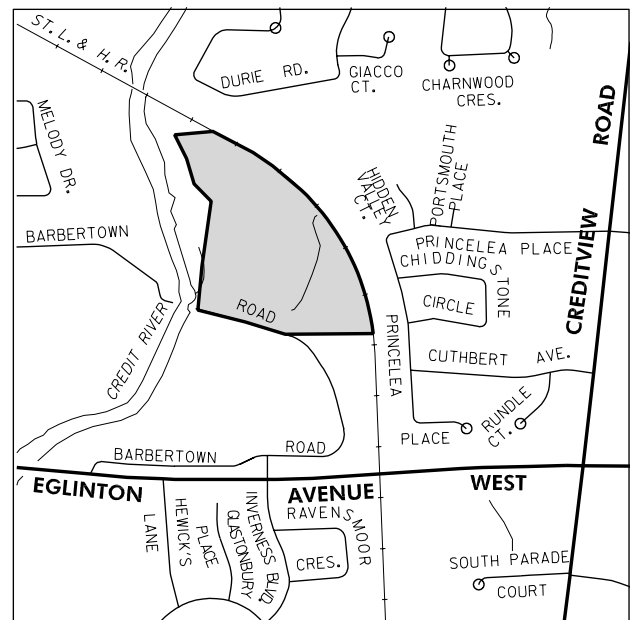 ST. L. & H. R.
DURIE RD.
GIACCO
CT.
CHARNWOOD
CRES.
MELODY DR.
ROAD
HIDDEN
VALLEY
CT.
PORTSMOUTH
PLACE
BARBERTOWN
PRINCELEA PLACE
CHIDDINGSTONE
CIRCLE
CREDITVIEW
ROAD
CREDIT RIVER
PRINCELEA
CUTHBERT AVE.
RUNDLE
CT.
PLACE
BARBERTOWN ROAD
EGLINTON AVENUE WEST
LANE
HEWICK'S
PLACE
GLASTONBURY
INVERNESS BLVD.
RAVENSMOOR
CRES.
SOUTH PARADE
COURT